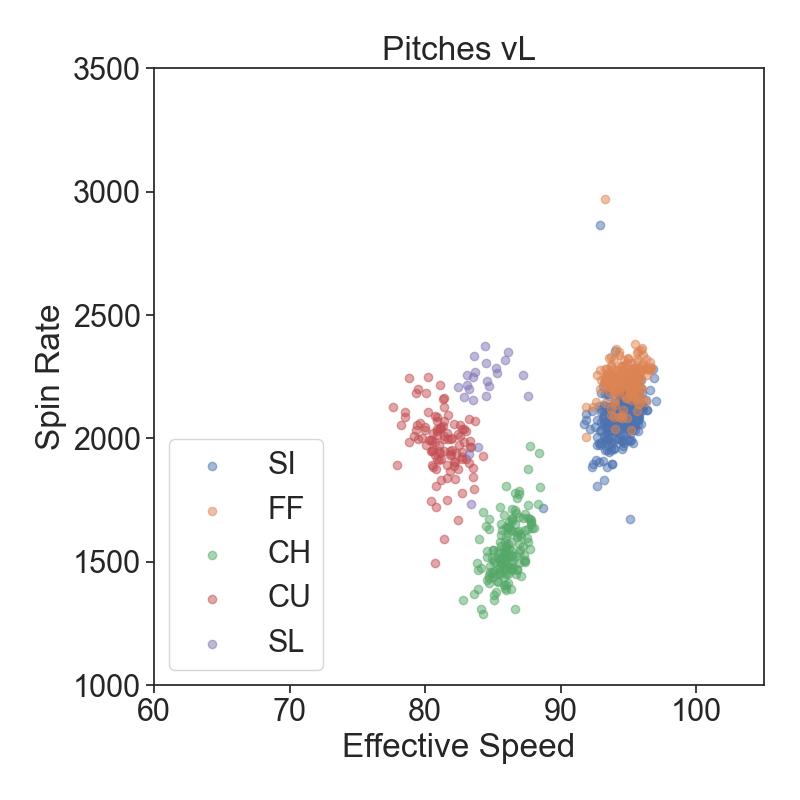 Pitches vL
3500
3000
2500
2000
1500
1000
Spin Rate
SI
FF
CH
CU
SL
60 70 80 90 100
Effective Speed